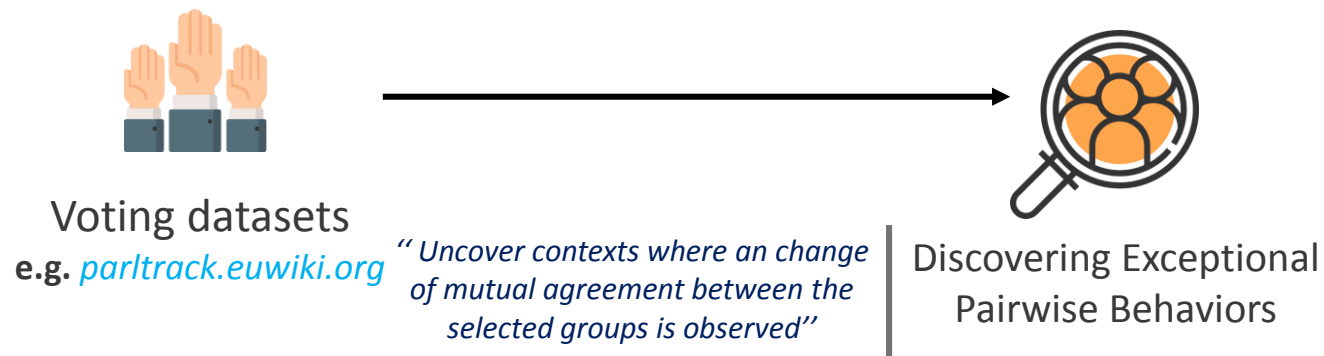 Voting datasets
e.g. parltrack.euwiki.org
‘‘ Uncover contexts where an change
of mutual agreement between the
selected groups is observed’’
Discovering Exceptional
Pairwise Behaviors